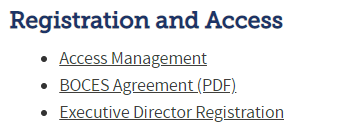 Registration and Access
Access Management
BOCES Agreement (PDF)
Executive Director Registration